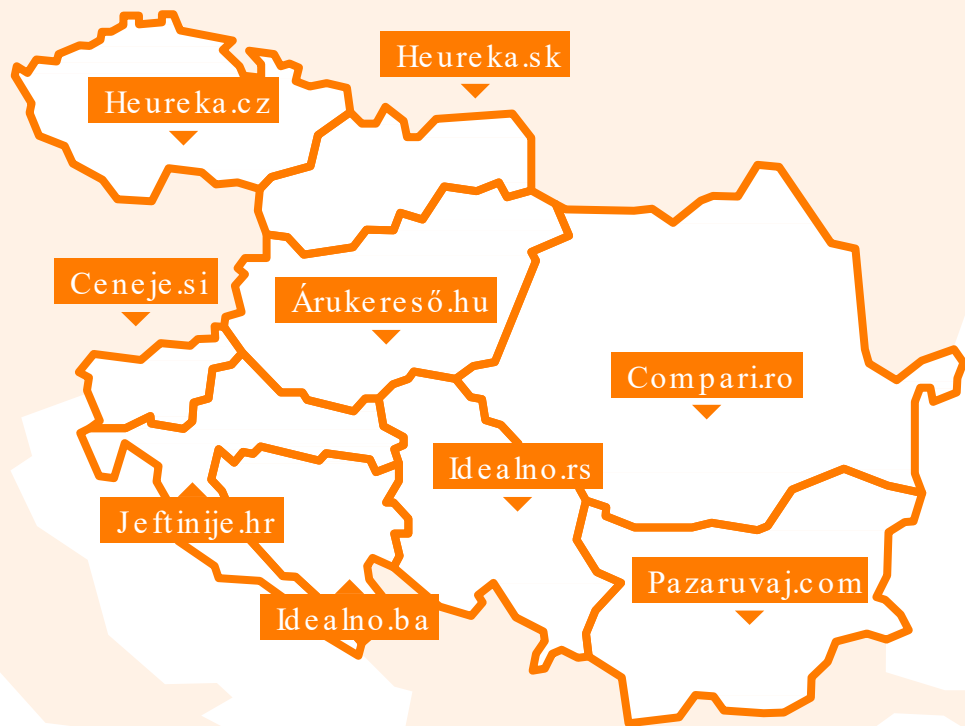 Heureka.sk
Heureka.cz
Ceneje.si
Árukereső.hu
Compari.ro
Idealno.rs
Jeftinije.hr
Pazaruvaj.com
Idealno.ba